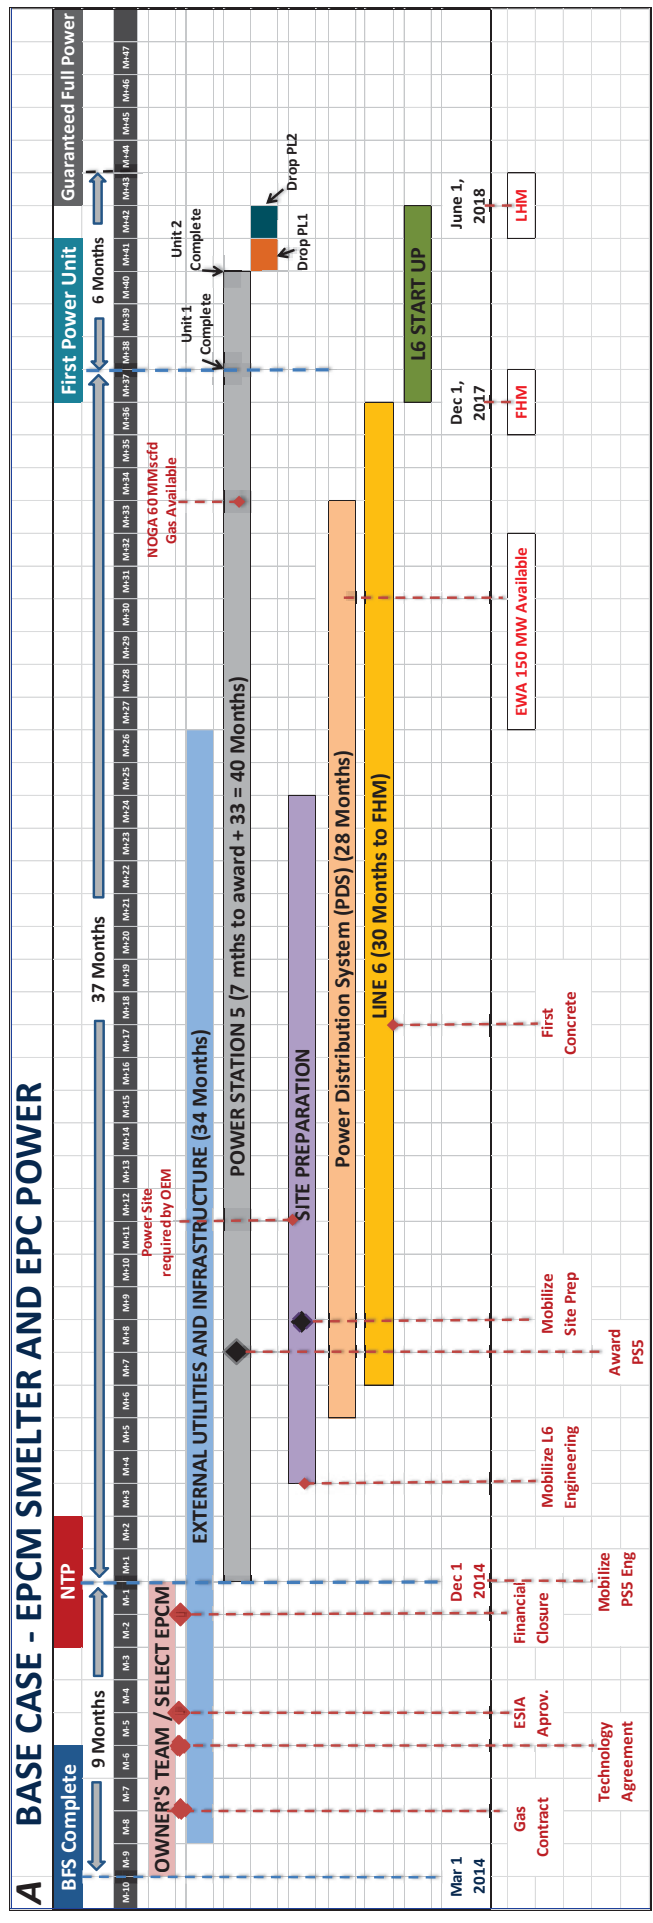 A BASE CASE - EPCM SMELTER AND EPC POWER
BFS Complete
NTP
First Power Unit
Guaranteed Full Power
9 Months
37 Months
6 Months
M-10 M-9 M-8 M-7 M-6 M-5 M-4 M-3 M-2 M-1 M+1 M+2 M+3 M+4 M+5 M+6 M+7 M+8 M+9 M+10 M+11 M+12 M+13 M+14 M+15 M+16 M+17 M+18 M+19 M+20 M+21 M+22 M+23 M+24 M+25 M+26 M+27 M+28 M+29 M+30 M+31 M+32 M+33 M+34 M+35 M+36 M+37 M+38 M+39 M+40 M+41 M+42 M+43 M+44 M+45 M+46 M+47
OWNER'S TEAM / SELECT EPCM
Power Site
required by OEM
NOGA 60 MMscfd
Gas Available
Unit 1
Complete
Unit 2
Complete
EXTERNAL UTILITIES AND INFRASTRUCTURE (34 Months)
POWER STATION 5 (7 mths to award + 33 = 40 Months)
Drop PL1
Drop PL2
SITE PREPARATION
Power Distribution System (PDS) (28 Months)
LINE 6 (30 Months to FHM)
L6 START UP
Mar 1
2014
Dec 1
2014
Dec 1,
2017
June 1,
2018
Gas
Contract
ESIA
Aprov.
Financial
Closure
Mobilize L6
Engineering
Mobilize
Site Prep
First
Concrete
EWA 150 MW Available
FHM
LHM
Technology
Agreement
Mobilize
PS5 Eng
Award
PS5